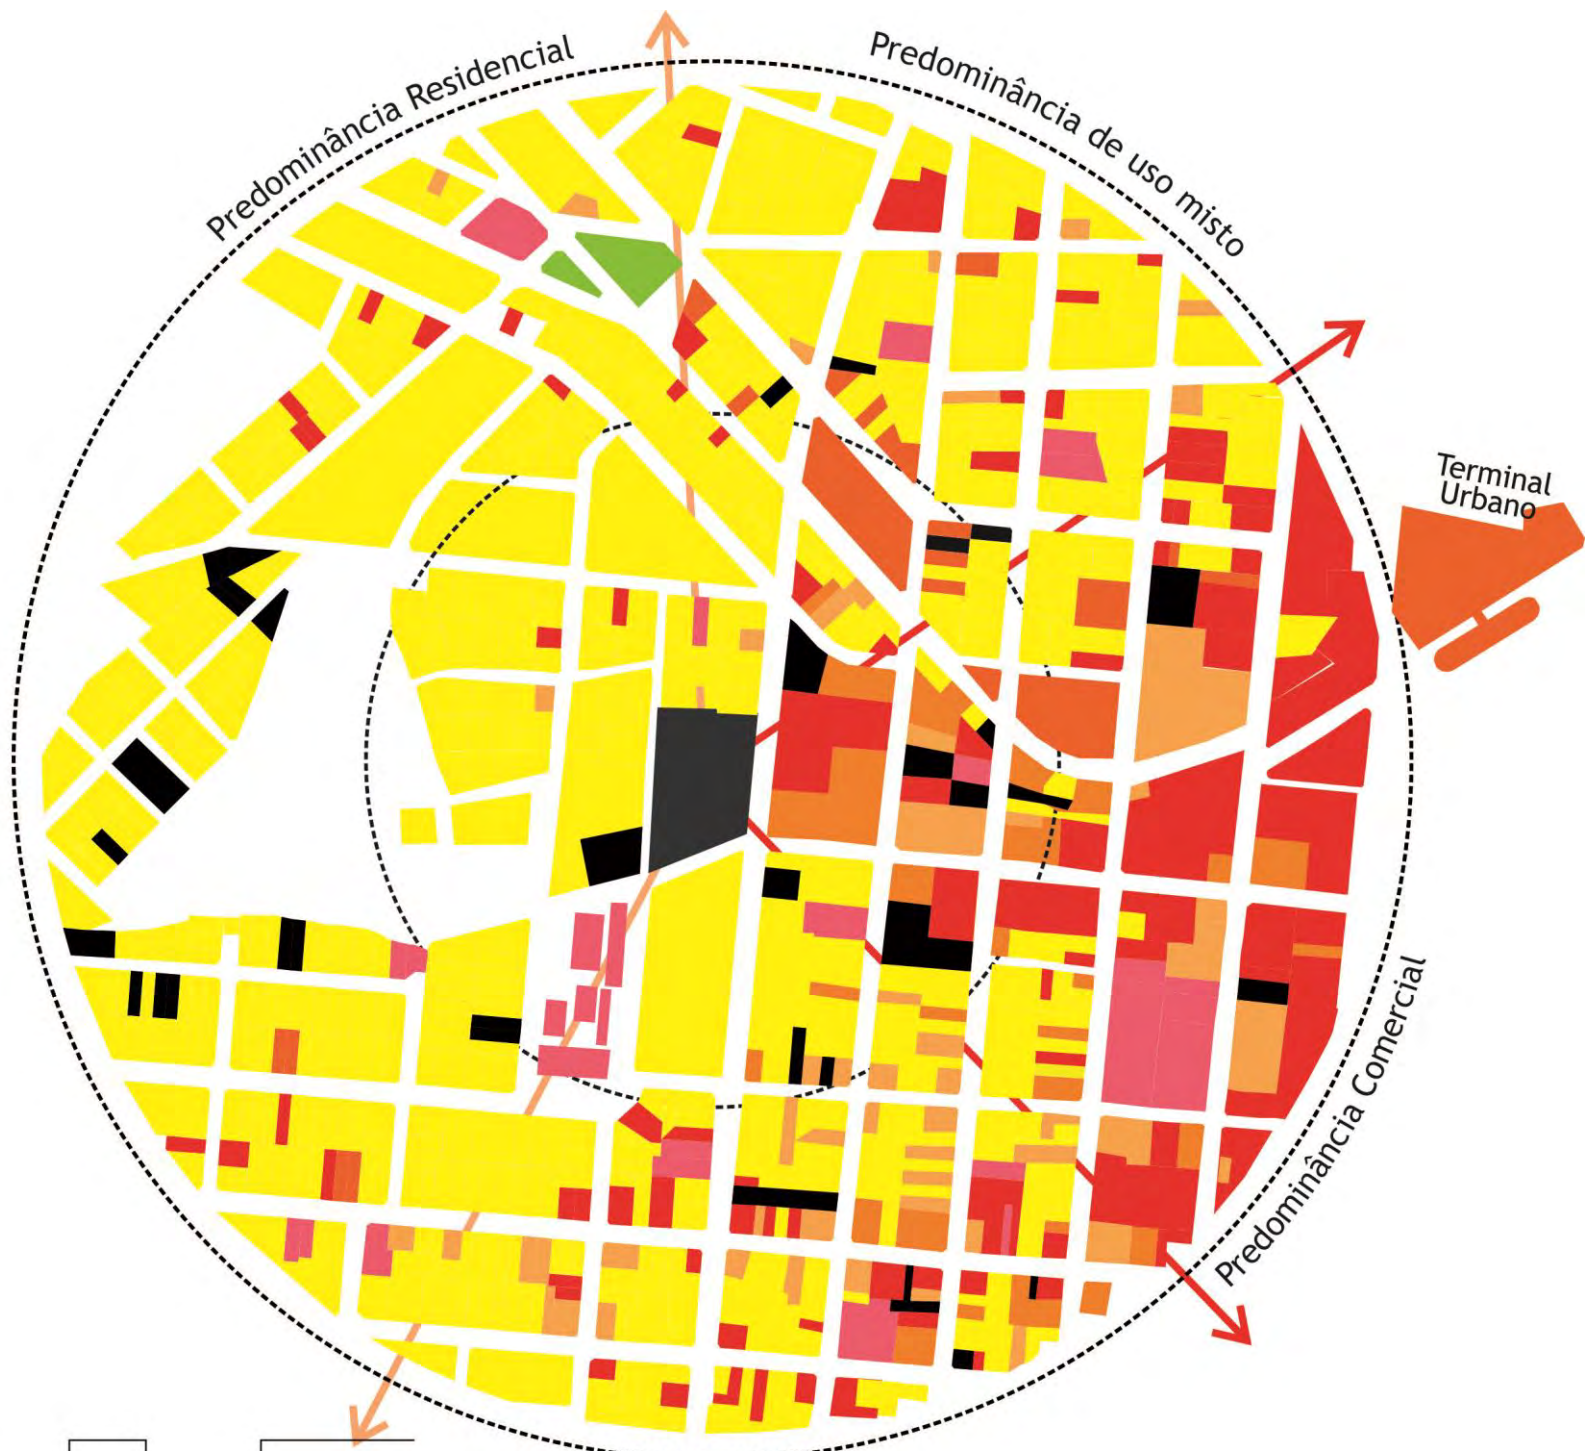 Predominância Residencial
Predominância de uso misto
Terminal
Urbano
Predominância Comercial